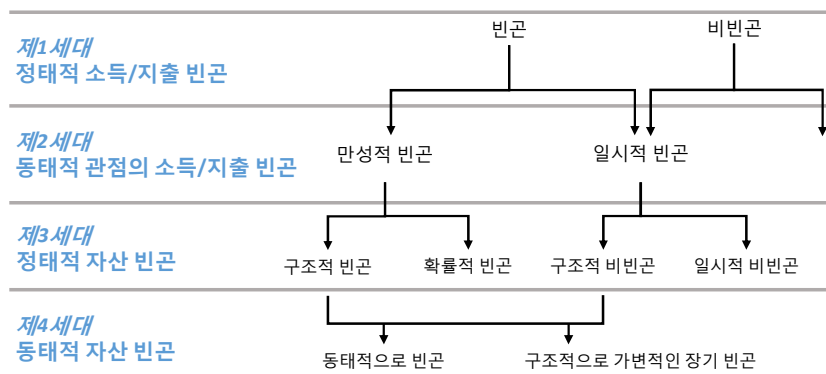 빈곤
비빈곤
제1세대
정태적 소득/지출 빈곤
제2세대
동태적 관점의 소득/지출 빈곤
만성적 빈곤
일시적 빈곤
제3세대
정태적 자산 빈곤
구조적 빈곤
확률적 빈곤
구조적 비빈곤
일시적 비빈곤
제4세대
동태적 자산 빈곤
동태적으로 빈곤
구조적으로 가변적인 장기 빈곤